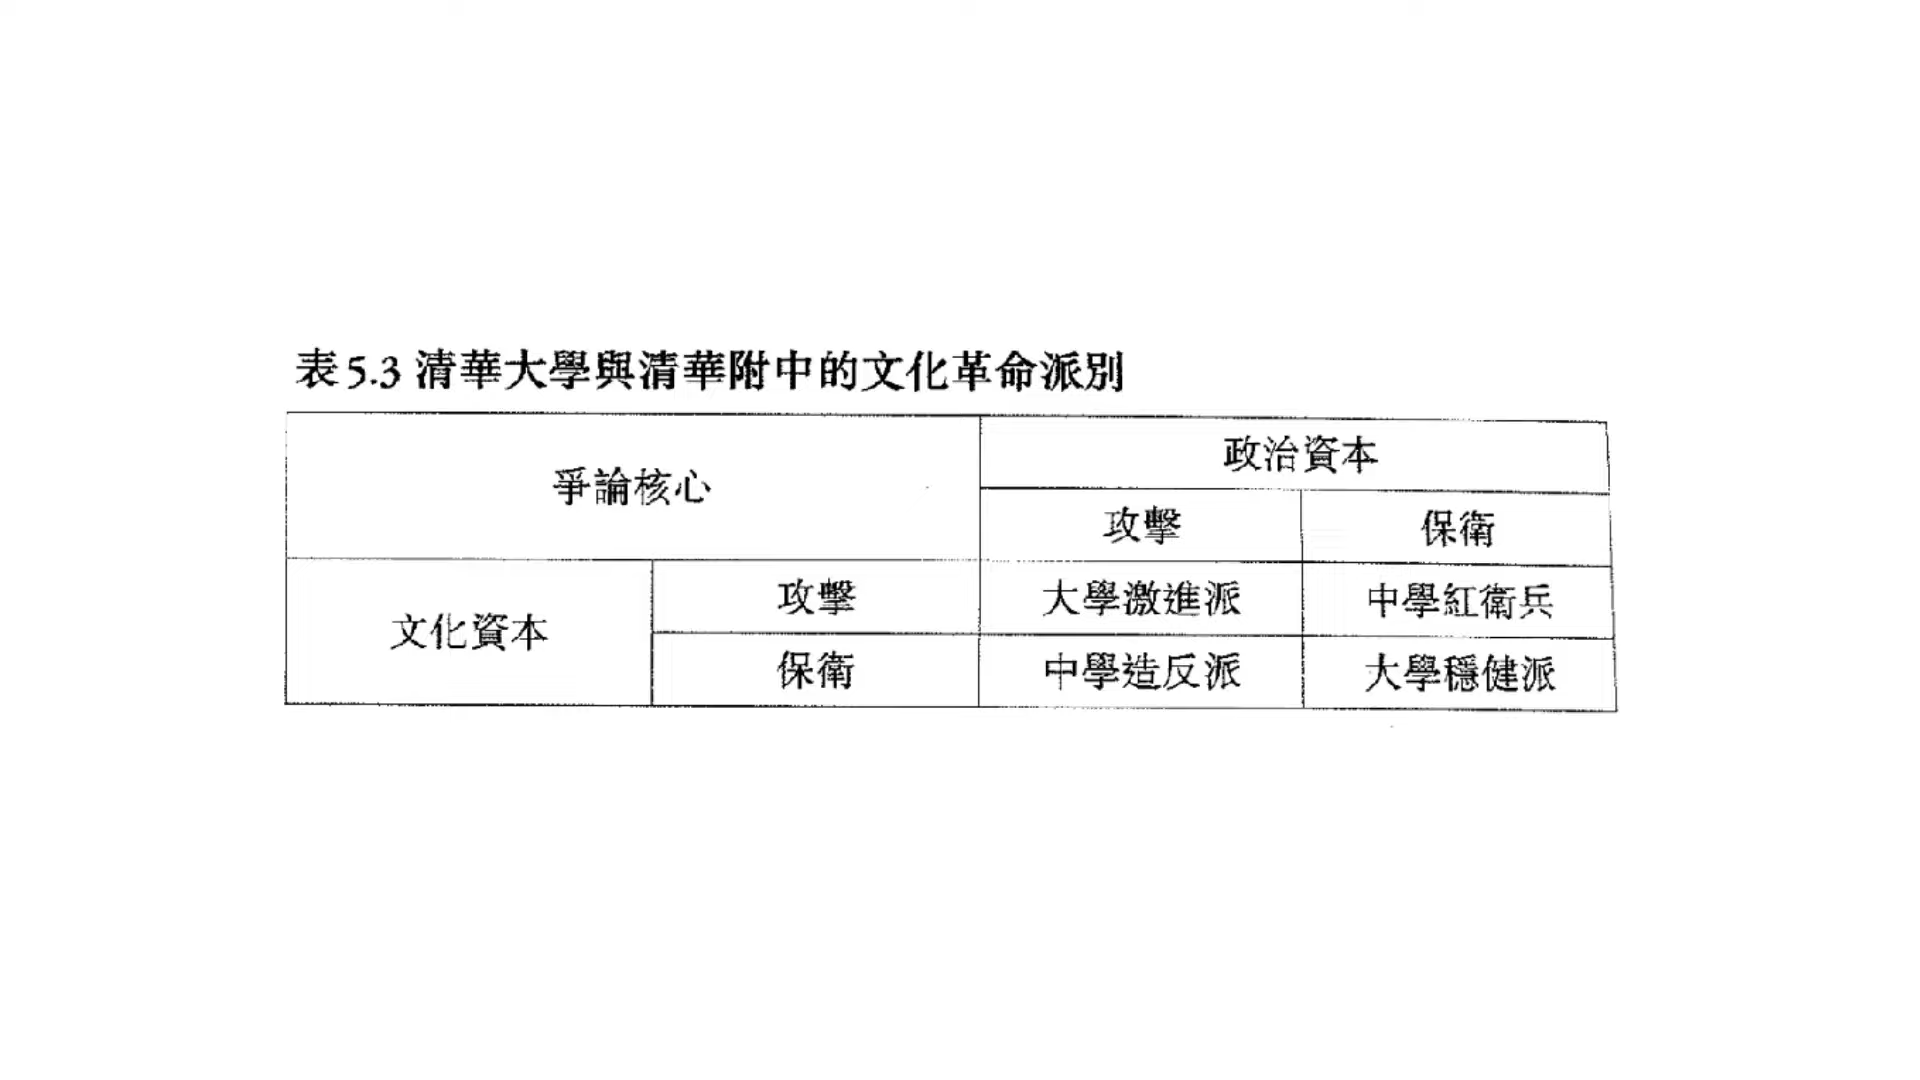 表5.3 清華大學與清華附中的文化革命派別
爭論核心
政治資本
攻擊
保衛
文化資本
攻擊
大學激進派
中學紅衛兵
保衛
中學造反派
大學穩健派